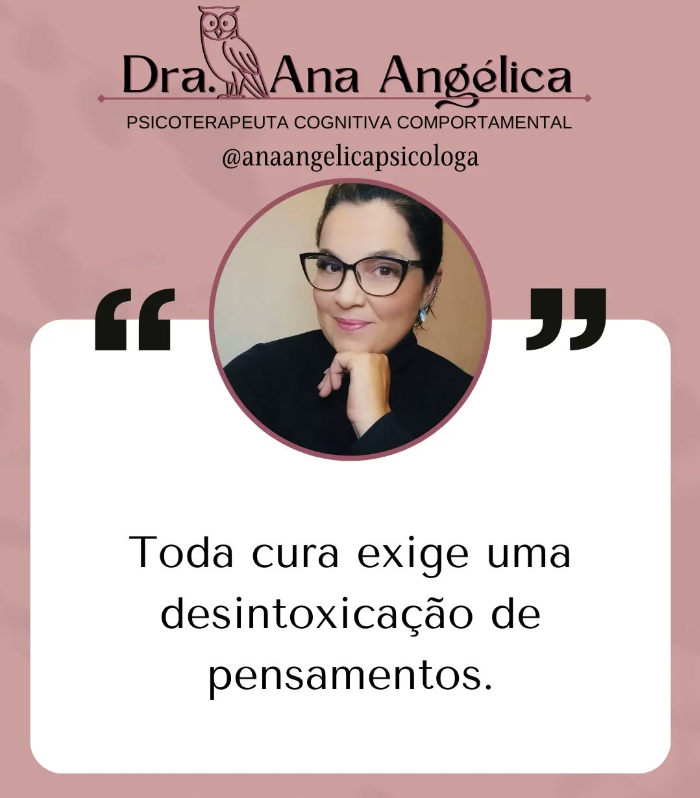 Dra. Ana Angélica
PSICOTERAPEUTA COGNITIVA COMPORTAMENTAL
@anaangelicapsicologa
“ ”
Toda cura exige uma
desintoxicação de
pensamentos.